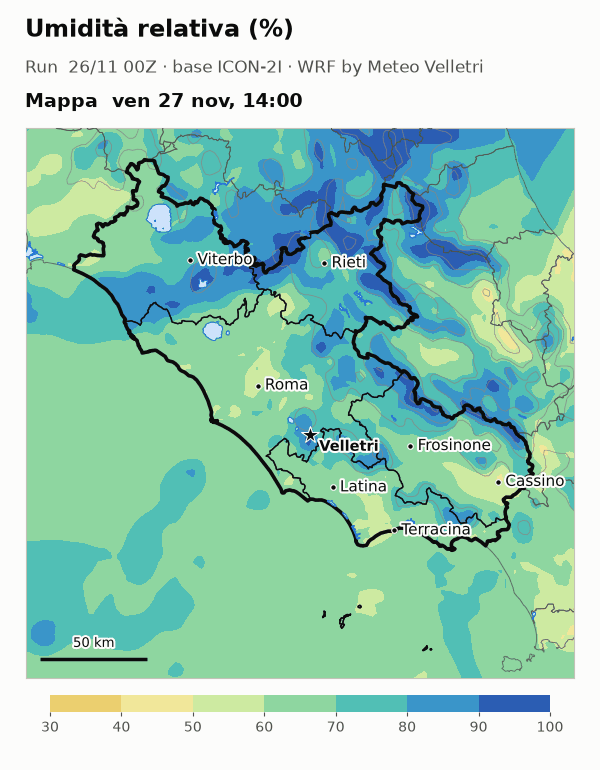 Umidità relativa (%)
Run  26/11 00Z · base ICON-2I · WRF by Meteo Velletri
Mappa  ven 27 nov, 14:00
Viterbo
Rieti
Roma
Velletri
Frosinone
Cassino
Latina
Terracina
50 km
30 40 50 60 70 80 90 100